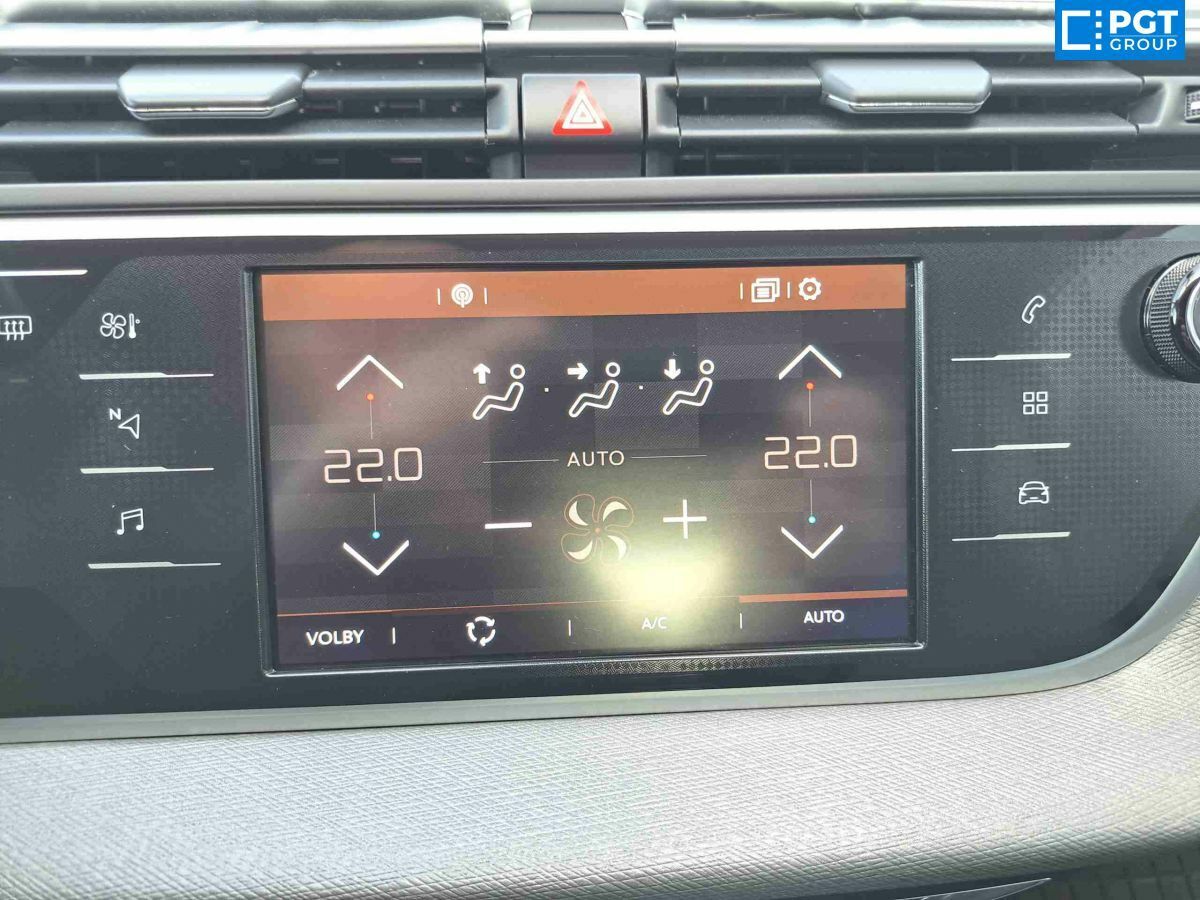 PGT
GROUP
N
22.0
AUTO
22.0
VOLBY
A/C
AUTO